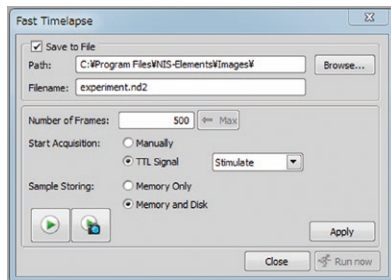 Fast Timelapse
Save to File
Path: C:¥Program Files¥NIS-Elements¥Images¥ Browse...
Filename: experiment.nd2
Number of Frames: 500 Max
Start Acquisition: Manually
TTL Signal Stimulate
Sample Storing: Memory Only
Memory and Disk
Apply
Close Run now